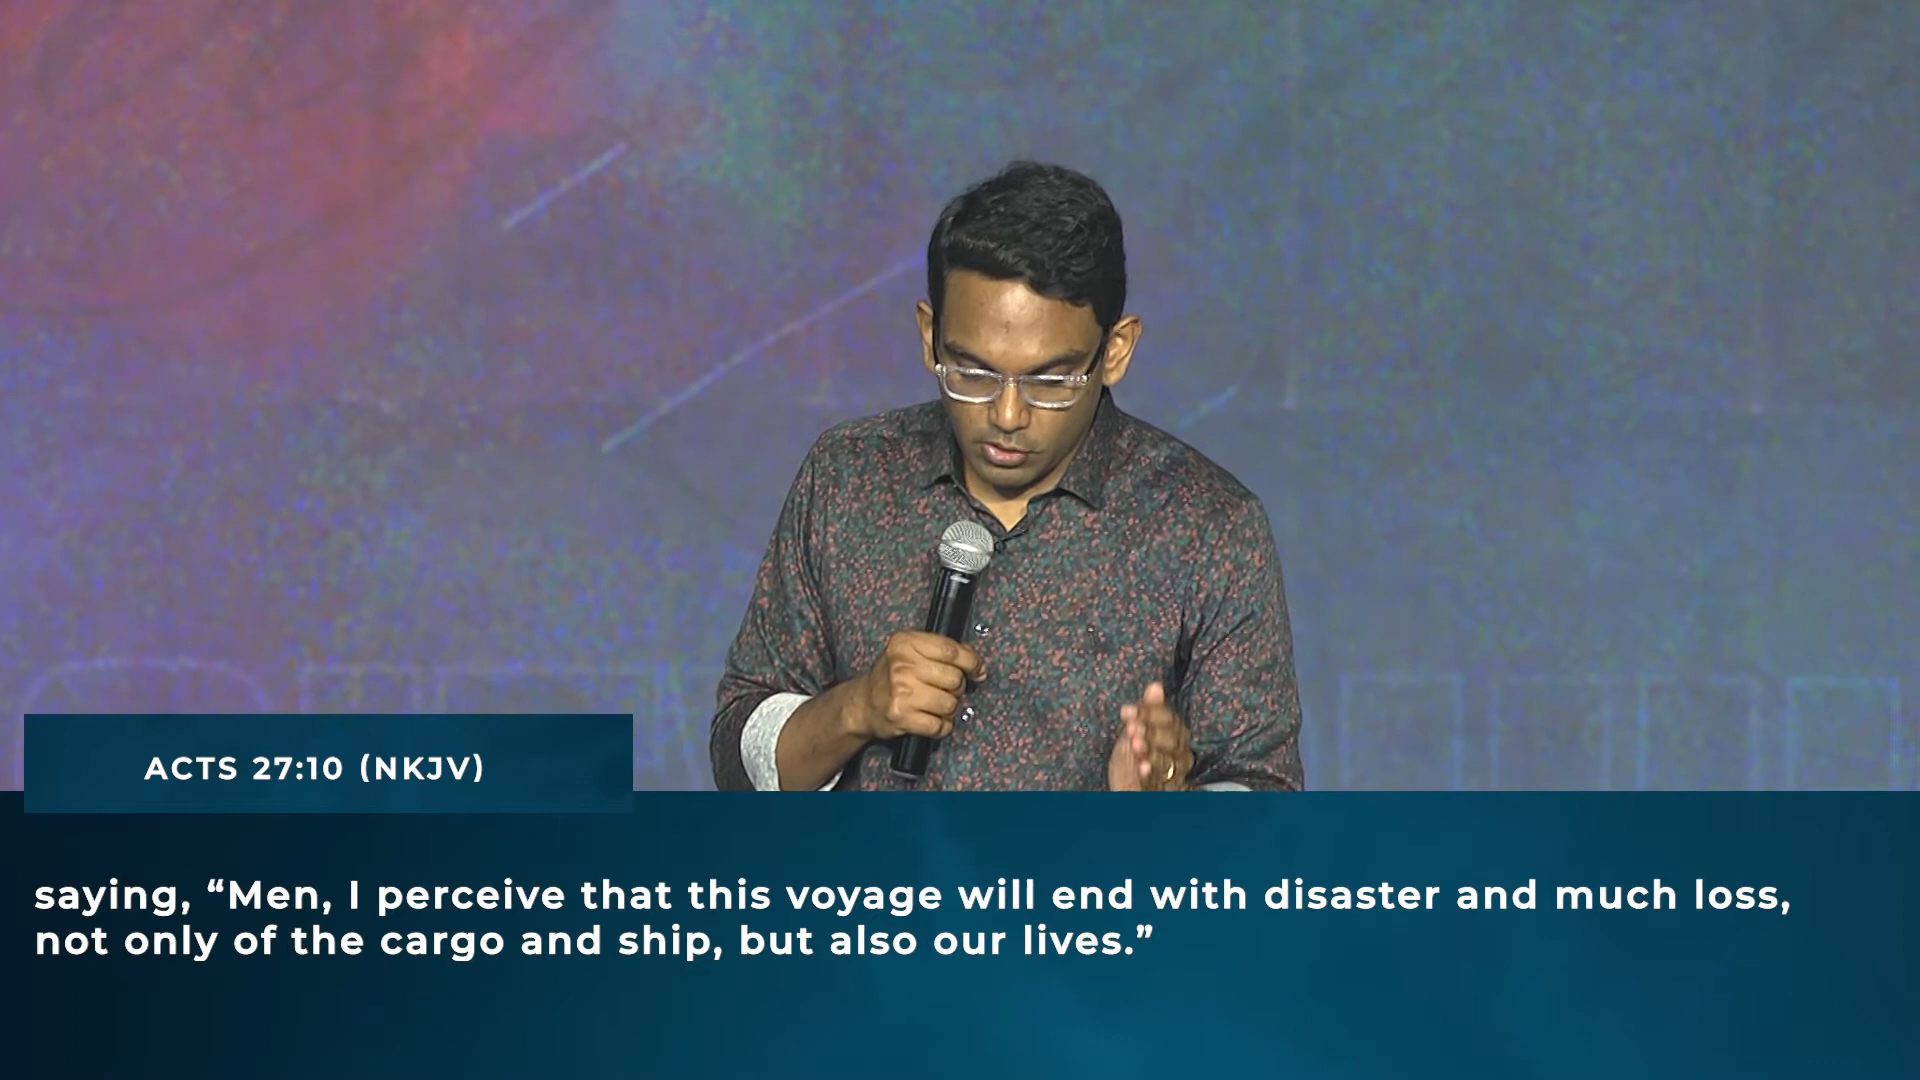 ACTS 27:10 (NKJV)
saying, “Men, I perceive that this voyage will end with disaster and much loss,
not only of the cargo and ship, but also our lives.”